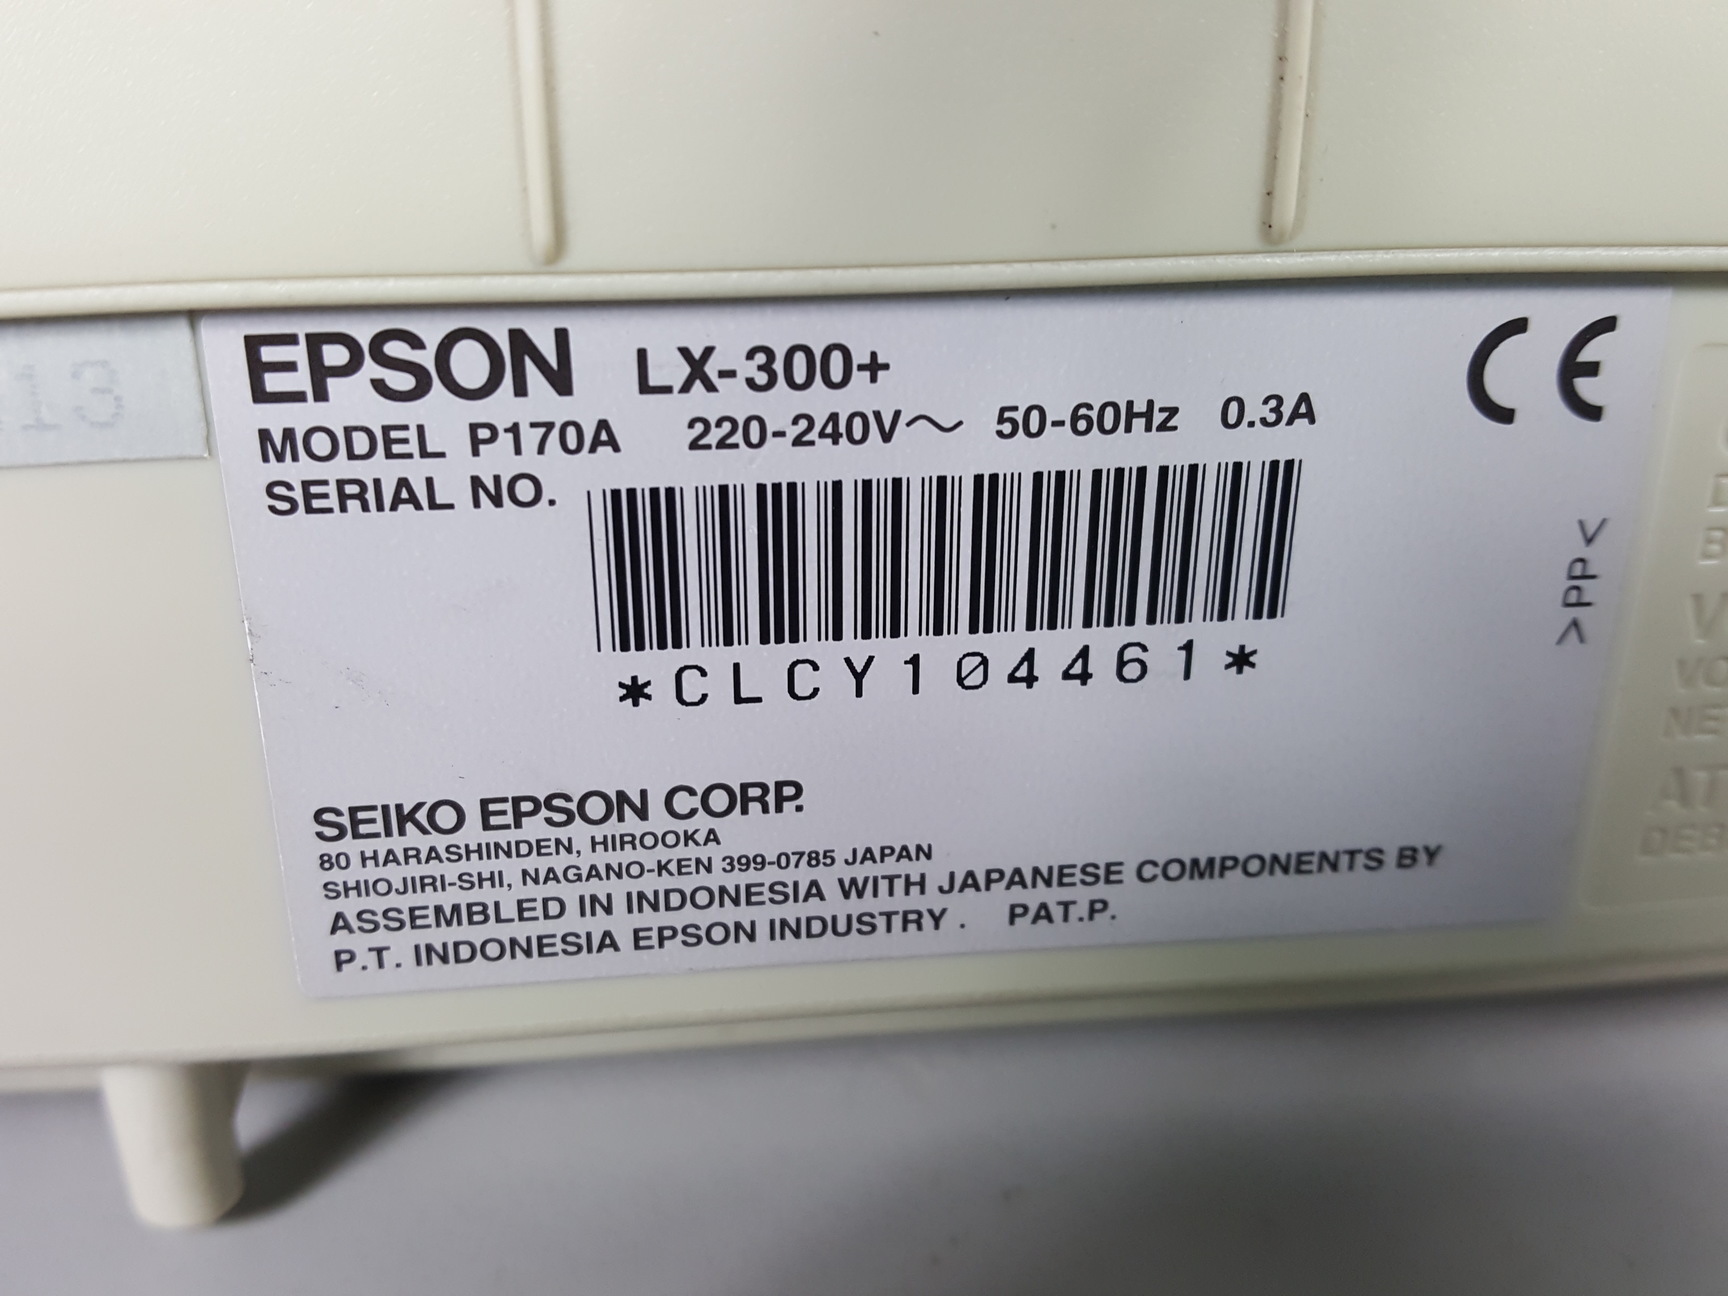 EPSON LX-300+
MODEL P170A 220-240V～ 50-60Hz 0.3A
SERIAL NO.
*CLCY104461*
>PP<
SEIKO EPSON CORP.
80 HARASHINDEN, HIROOKA
SHIOJIRI-SHI, NAGANO-KEN 399-0785 JAPAN
ASSEMBLED IN INDONESIA WITH JAPANESE COMPONENTS BY
P.T. INDONESIA EPSON INDUSTRY . PAT.P.
CE